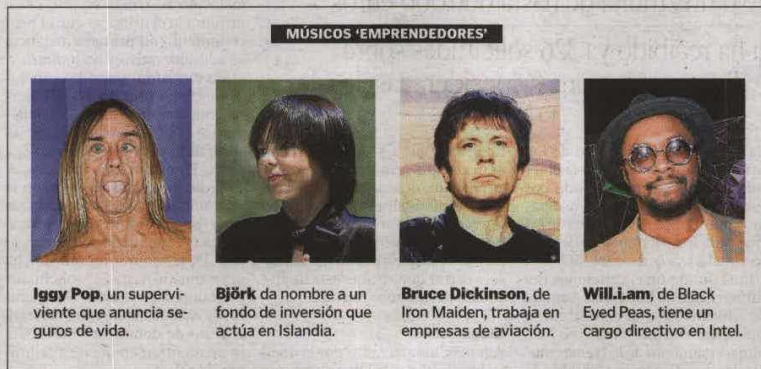 MÚSICOS ‘EMPRENDEDORES’
Iggy Pop, un supervi-
viente que anuncia se-
guros de vida.
Björk da nombre a un
fondo de inversión que
actúa en Islandia.
Bruce Dickinson, de
Iron Maiden, trabaja en
empresas de aviación.
Will.i.am, de Black
Eyed Peas, tiene un
cargo directivo en Intel.